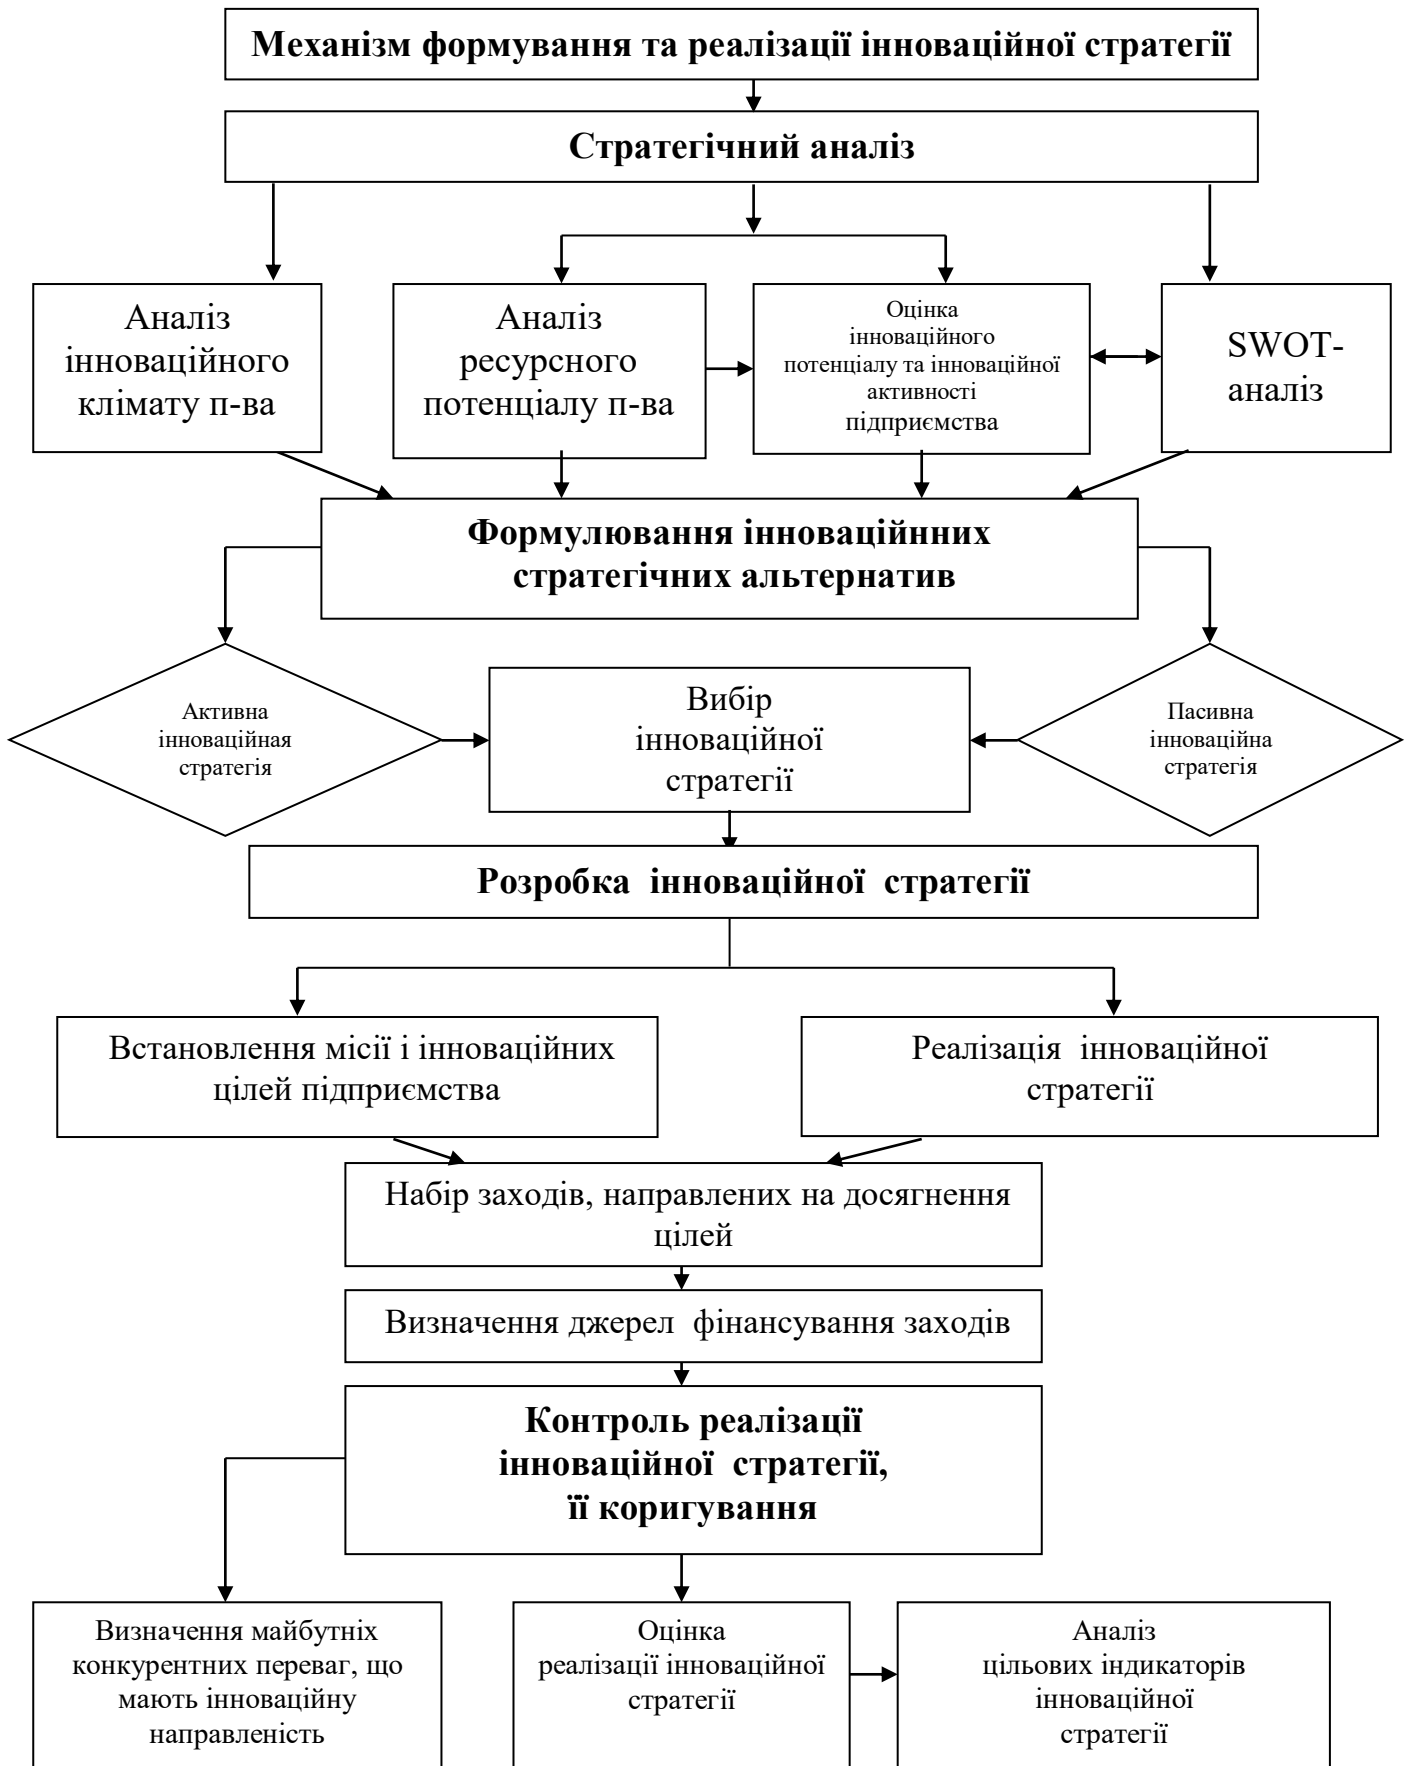 Механізм формування та реалізації інноваційної стратегії
Стратегічний аналіз
Аналіз
інноваційного
клімату п-ва
Аналіз
ресурсного
потенціалу п-ва
Оцінка
інноваційного
потенціалу та інноваційної
активності
підприємства
SWOT-
аналіз
Формулювання інноваційнних
стратегічних альтернатив
Активна
інноваційная
стратегія
Вибір
інноваційної
стратегії
Пасивна
інноваційна
стратегія
Розробка інноваційної стратегії
Встановлення місії і інноваційних
цілей підприємства
Реалізація інноваційної
стратегії
Набір заходів, направлених на досягнення
цілей
Визначення джерел фінансування заходів
Контроль реалізації
інноваційної стратегії,
її коригування
Визначення майбутніх
конкурентних переваг, що
мають інноваційну
направленість
Оцінка
реалізації інноваційної
стратегії
Аналіз
цільових індикаторів
інноваційної
стратегії